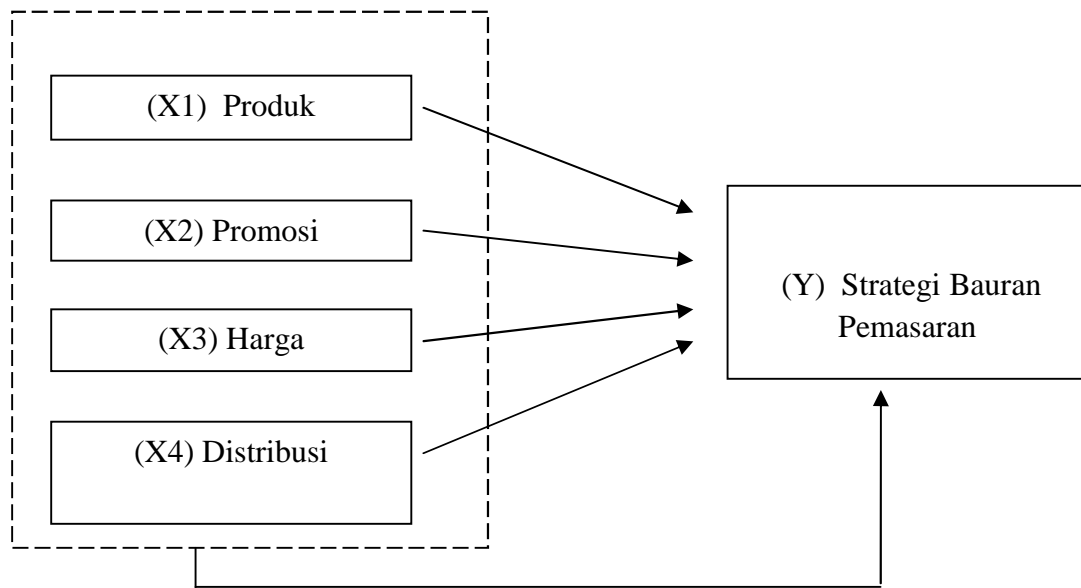 (X1) Produk
(X2) Promosi
(X3) Harga
(X4) Distribusi
(Y) Strategi Bauran
Pemasaran